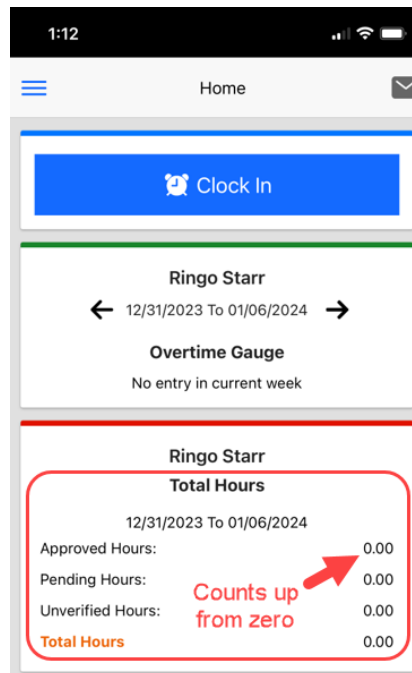 1:12
Home
Clock In
Ringo Starr
12/31/2023 To 01/06/2024
Overtime Gauge
No entry in current week
Ringo Starr
Total Hours
12/31/2023 To 01/06/2024
Approved Hours: 0.00
Pending Hours: 0.00
Counts up
Unverified Hours: 0.00
from zero
Total Hours 0.00